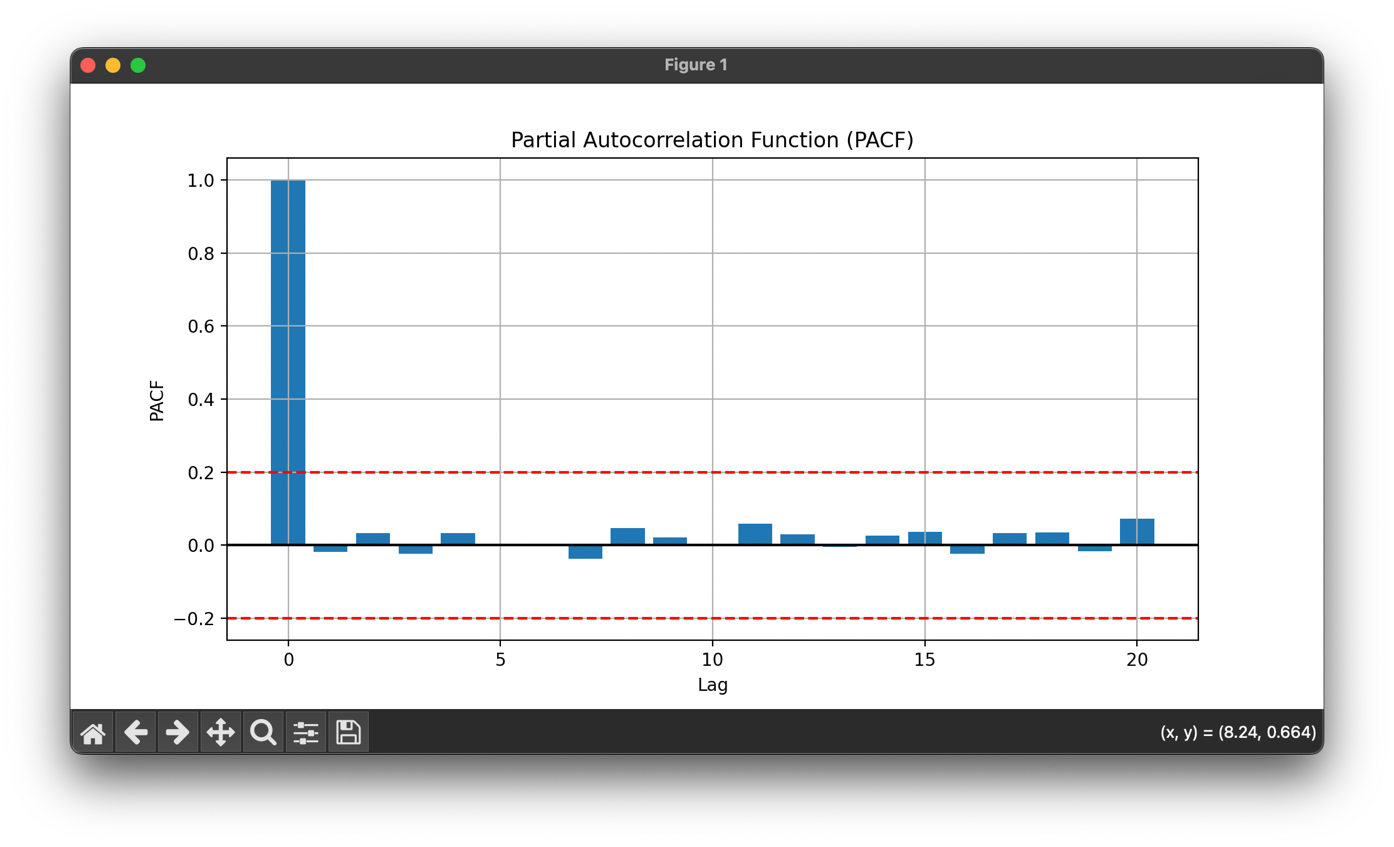 Figure 1
Partial Autocorrelation Function (PACF)
1.0
0.8
0.6
0.4
0.2
0.0
−0.2
PACF
0 5 10 15 20
Lag
(x, y) = (8.24, 0.664)